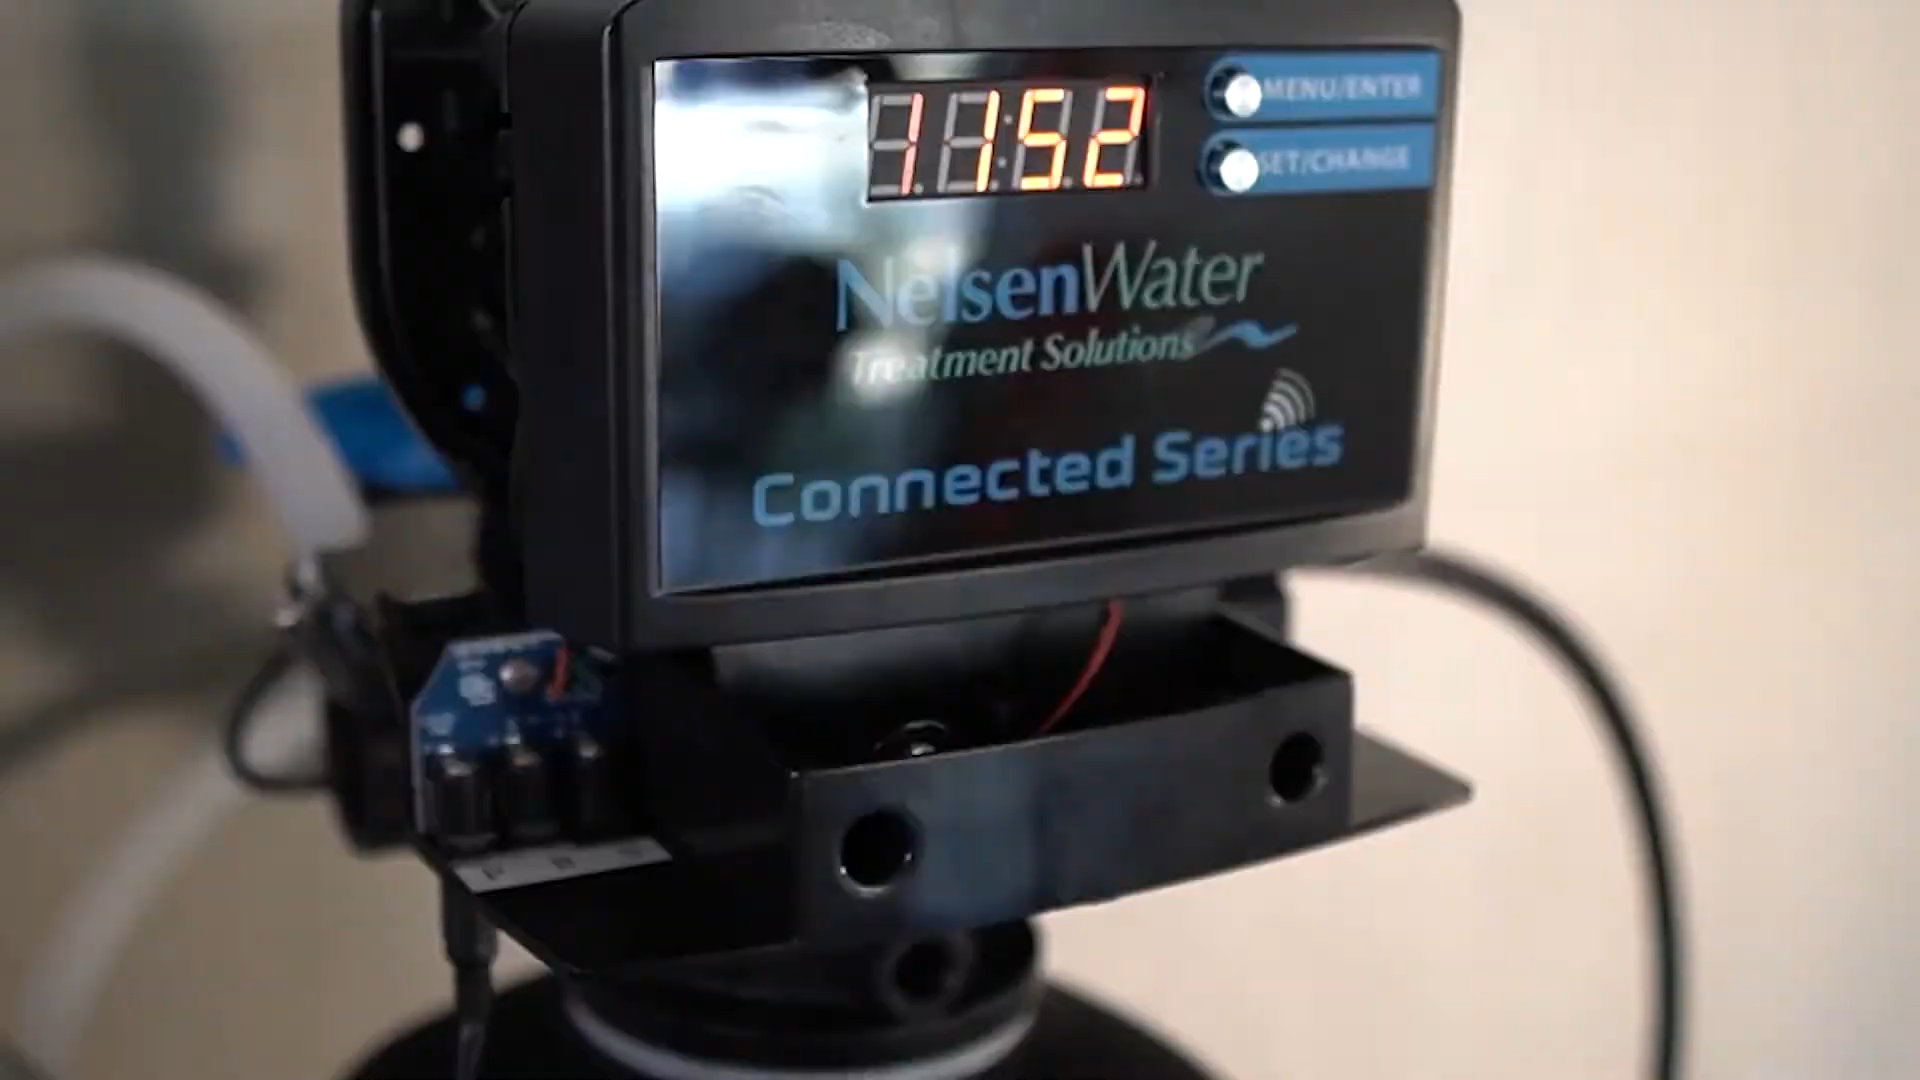 1152
MENU/ENTER
SET/CHANGE
NelsenWater
Treatment Solutions
Connected Series